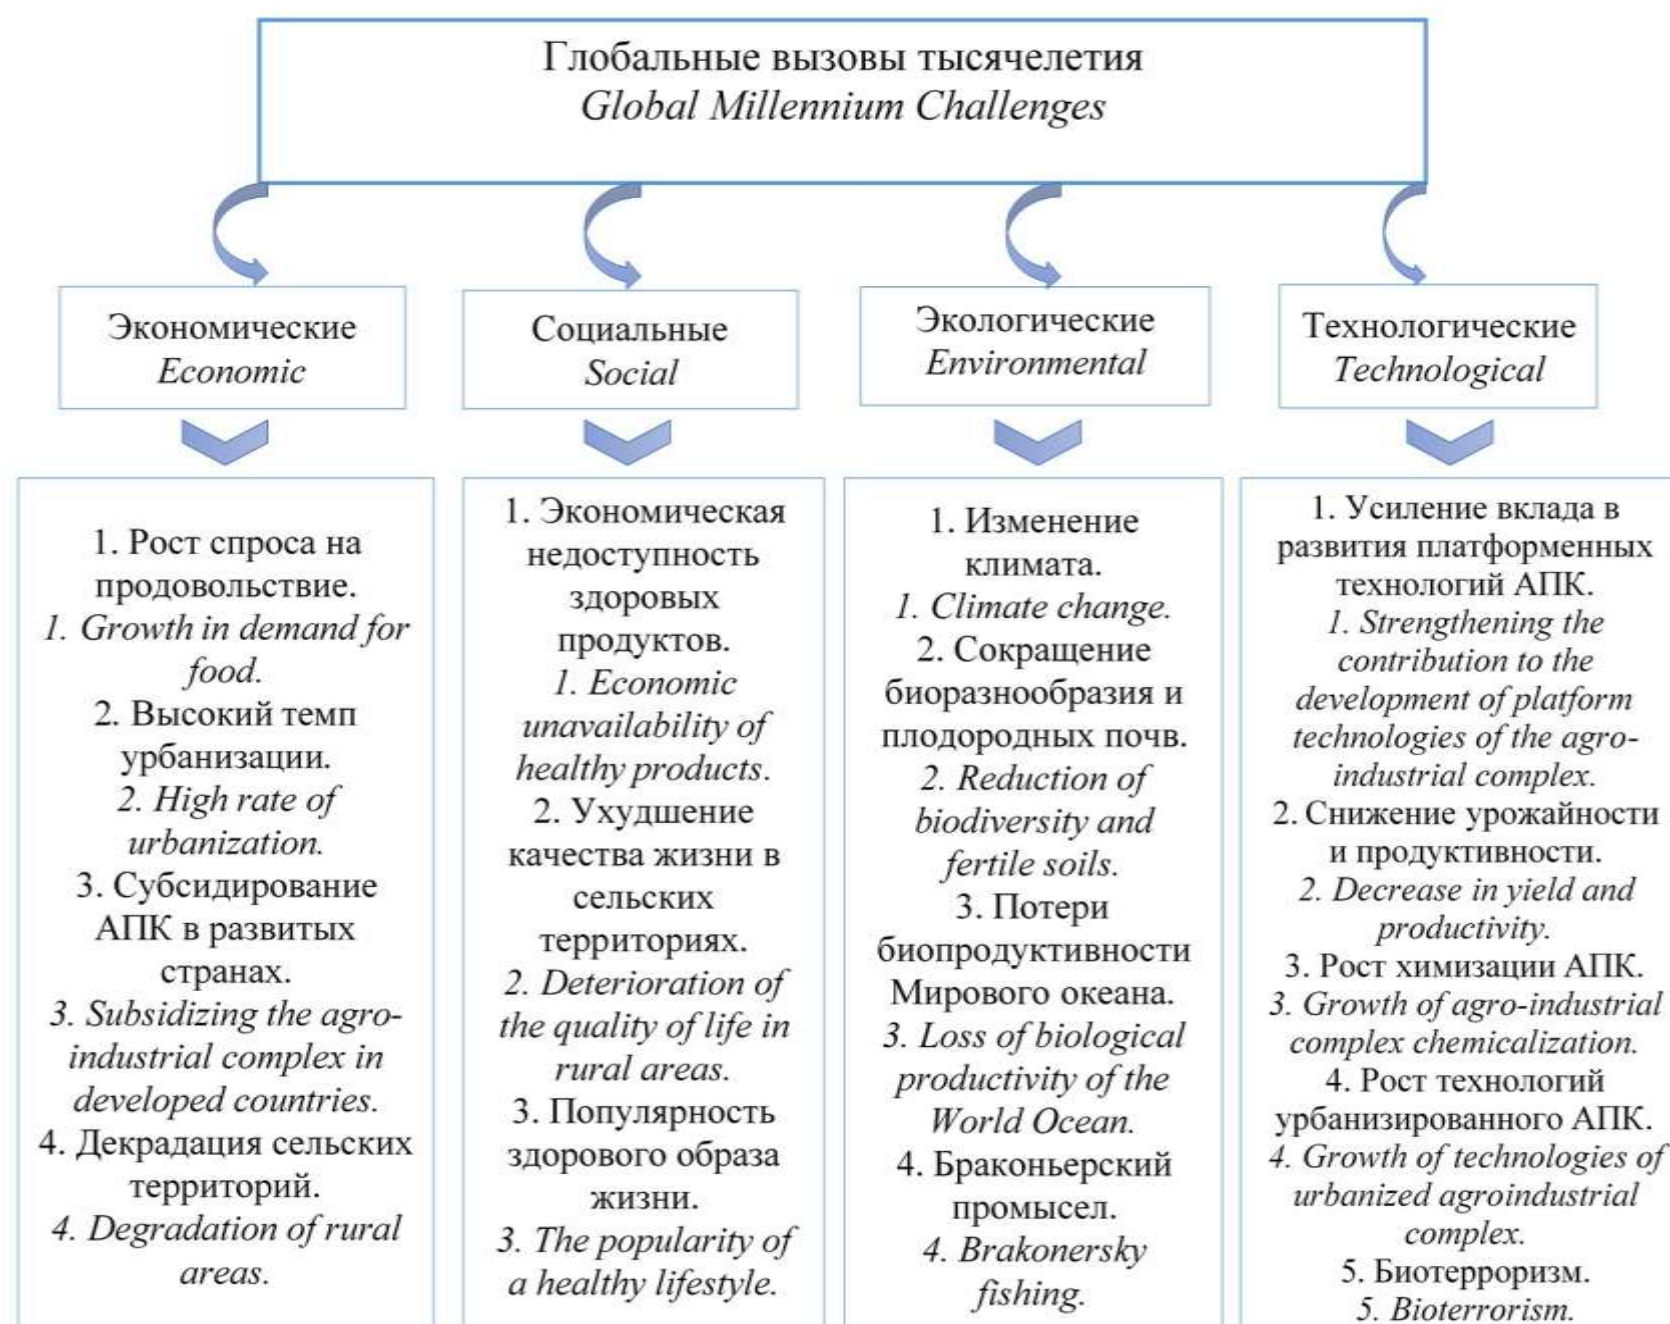 Глобальные вызовы тысячелетия
Global Millennium Challenges
Экономические
Economic
Социальные
Social
Экологические
Environmental
Технологические
Technological
1. Рост спроса на
продовольствие.
1. Growth in demand for
food.
2. Высокий темп
урбанизации.
2. High rate of
urbanization.
3. Субсидирование
АПК в развитых
странах.
3. Subsidizing the agro-
industrial complex in
developed countries.
4. Декрадация сельских
территорий.
4. Degradation of rural
areas.
1. Экономическая
недоступность
здоровых
продуктов.
1. Economic
unavailability of
healthy products.
2. Ухудшение
качества жизни в
сельских
территориях.
2. Deterioration of
the quality of life in
rural areas.
3. Популярность
здорового образа
жизни.
3. The popularity of
a healthy lifestyle.
1. Изменение
климата.
1. Climate change.
2. Сокращение
биоразнообразия и
плодородных почв.
2. Reduction of
biodiversity and
fertile soils.
3. Потери
биопродуктивности
Мирового океана.
3. Loss of biological
productivity of the
World Ocean.
4. Браконьерский
промысел.
4. Brakonersky
fishing.
1. Усиление вклада в
развития платформенных
технологий АПК.
1. Strengthening the
contribution to the
development of platform
technologies of the agro-
industrial complex.
2. Снижение урожайности
и продуктивности.
2. Decrease in yield and
productivity.
3. Рост химизации АПК.
3. Growth of agro-industrial
complex chemicalization.
4. Рост технологий
урбанизированного АПК.
4. Growth of technologies of
urbanized agroindustrial
complex.
5. Биотерроризм.
5. Bioterrorism.